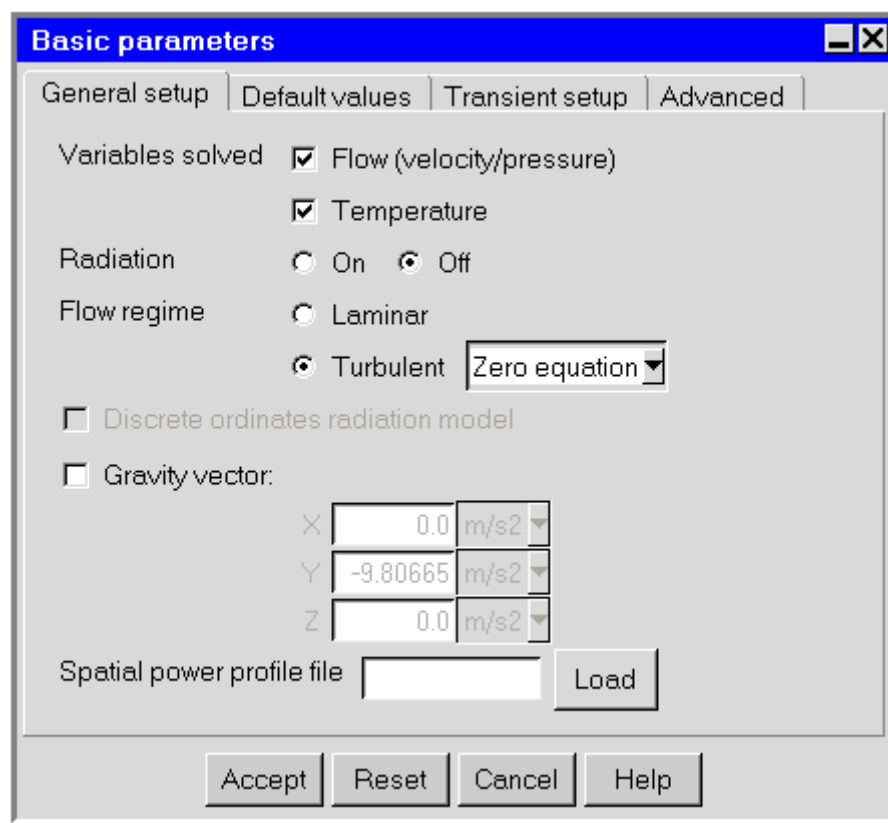 Basic parameters
General setup Default values Transient setup Advanced
Variables solved Flow (velocity/pressure)
Temperature
Radiation On Off
Flow regime Laminar
Turbulent Zero equation
Discrete ordinates radiation model
Gravity vector:
X 0.0 m/s2
Y -9.80665 m/s2
Z 0.0 m/s2
Spatial power profile file Load
Accept Reset Cancel Help